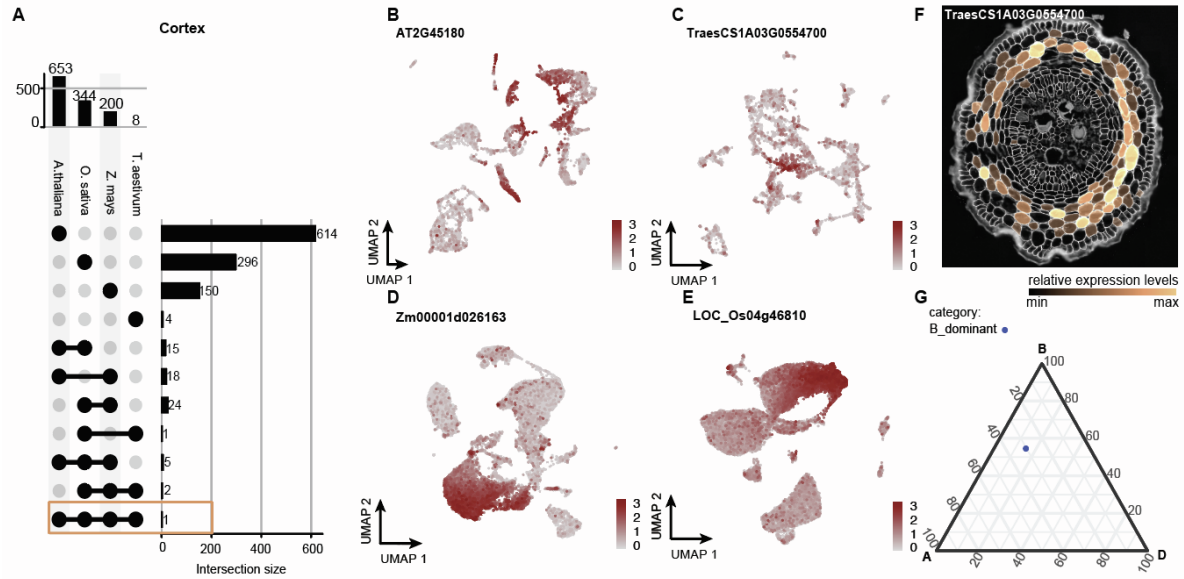 A
Cortex
653
500
344
200
0
8
A.thaliana
O. sativa
Z. mays
T. aestivum
614
296
150
4
15
18
24
1
5
2
1
0 200 400 600
Intersection size
B
AT2G45180
UMAP 2
UMAP 1
3
2
1
0
C
TraesCS1A03G0554700
UMAP 2
UMAP 1
3
2
1
0
D
Zm00001d026163
UMAP 2
UMAP 1
3
2
1
0
E
LOC_Os04g46810
UMAP 2
UMAP 1
3
2
1
0
F
TraesCS1A03G0554700
relative expression levels
min max
G
category:
B_dominant
B
100
20 80
40 60
60 40
80 20
100
A
20 40 60 80 100
D